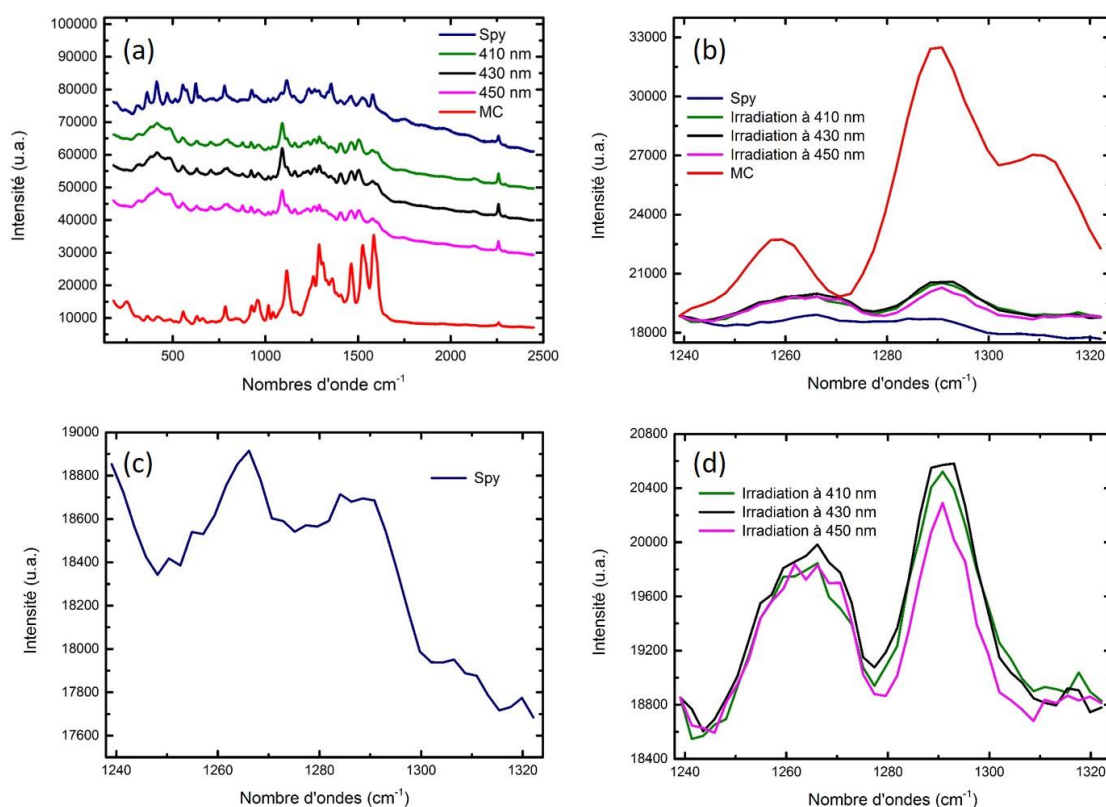 (a)
Spy
410 nm
430 nm
450 nm
MC
100000
90000
80000
70000
60000
50000
40000
30000
20000
10000
Intensité (u.a.)
500
1000
1500
2000
2500
Nombres d'onde cm⁻¹
(b)
Spy
Irradiation à 410 nm
Irradiation à 430 nm
Irradiation à 450 nm
MC
33000
30000
27000
24000
21000
18000
Intensité (u.a.)
1240
1260
1280
1300
1320
Nombre d'ondes (cm⁻¹)
(c)
Spy
19000
18800
18600
18400
18200
18000
17800
17600
Intensité (u.a.)
1240
1260
1280
1300
1320
Nombre d'ondes (cm⁻¹)
(d)
Irradiation à 410 nm
Irradiation à 430 nm
Irradiation à 450 nm
20800
20400
20000
19600
19200
18800
18400
Intensité (u.a.)
1240
1260
1280
1300
1320
Nombre d'ondes (cm⁻¹)